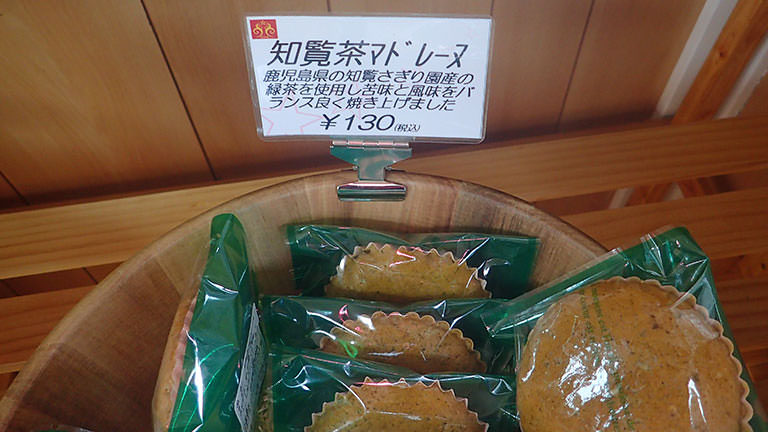 知覧茶ﾏﾄﾞﾚｰﾇ
鹿児島県の知覧さぎり園産の
緑茶を使用し苦味と風味をバ
ランス良く焼き上げました
￥130(税込)